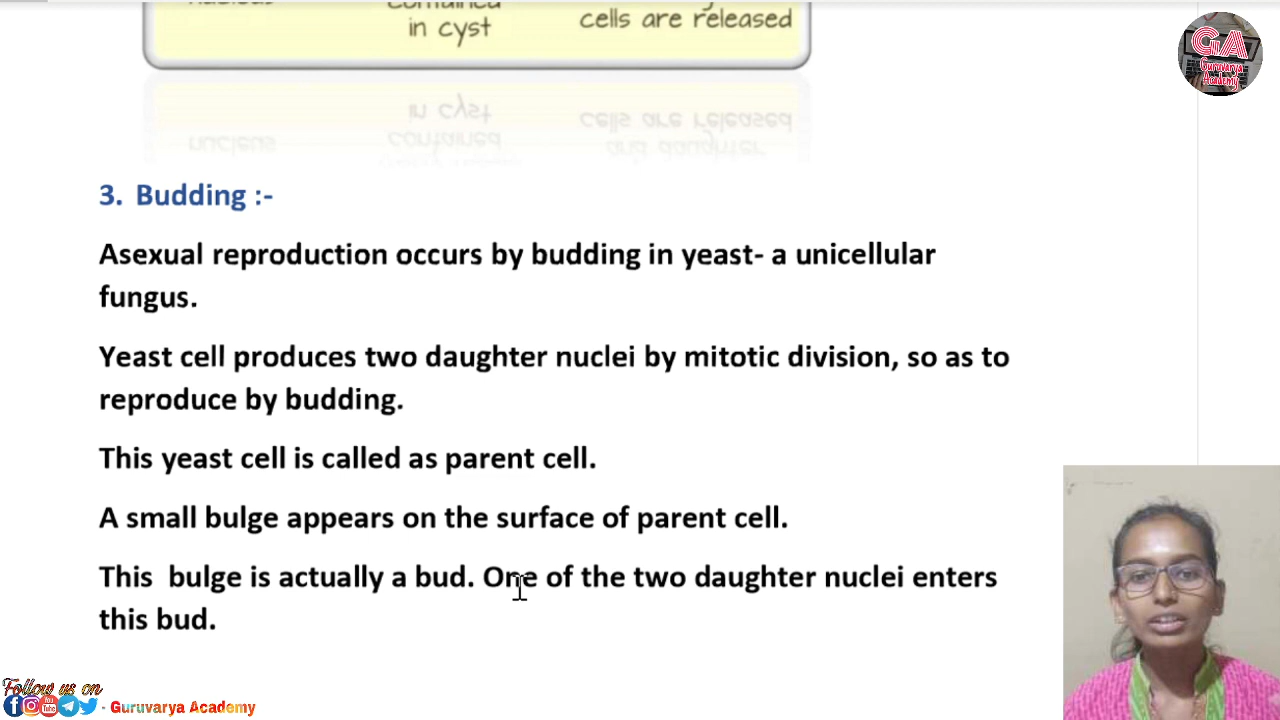 in cyst
cells are released
GA
Guruvarya
Academy
3. Budding :-
Asexual reproduction occurs by budding in yeast- a unicellular
fungus.
Yeast cell produces two daughter nuclei by mitotic division, so as to
reproduce by budding.
This yeast cell is called as parent cell.
A small bulge appears on the surface of parent cell.
This  bulge is actually a bud. One of the two daughter nuclei enters
this bud.
Follow us on
- Guruvarya Academy